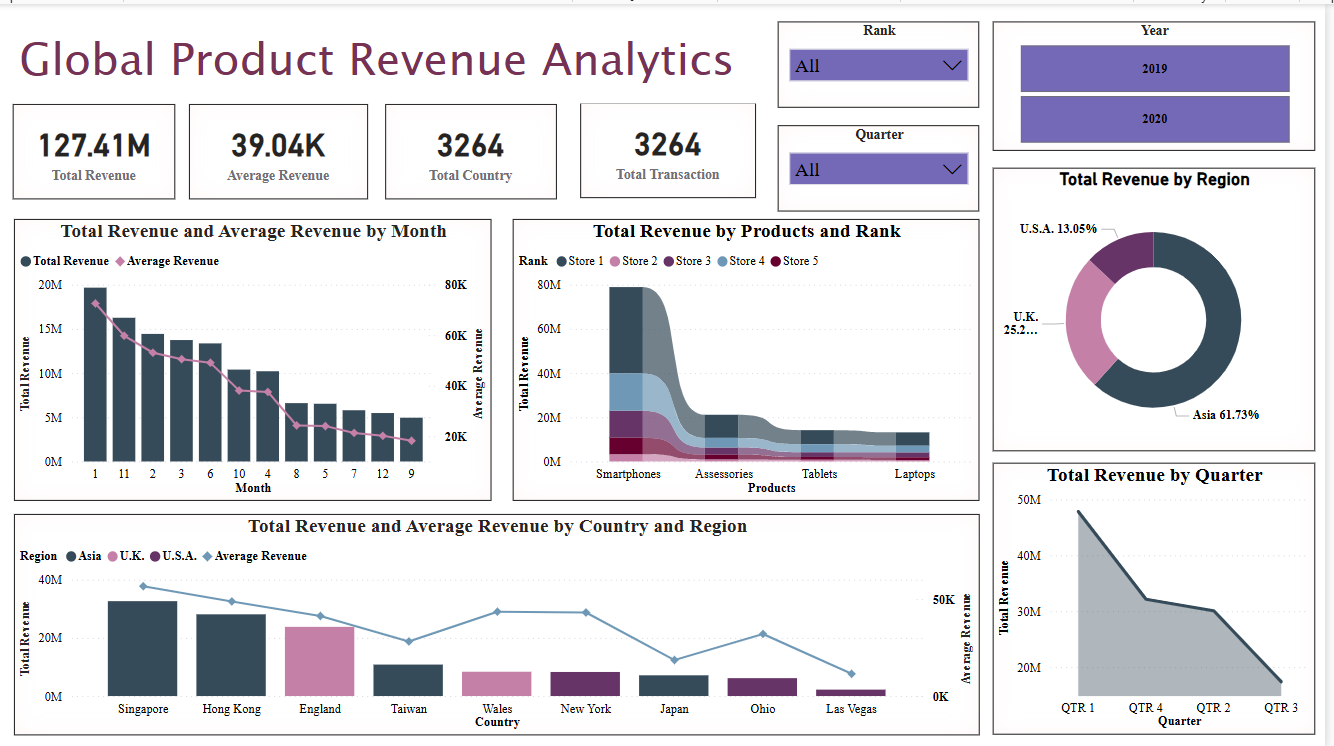 Global Product Revenue Analytics
127.41M
Total Revenue
39.04K
Average Revenue
3264
Total Country
3264
Total Transaction
Rank
All
Quarter
All
Year
2019
2020
Total Revenue and Average Revenue by Month
Total Revenue Average Revenue
20M
15M
10M
5M
0M
Total Revenue
80K
60K
40K
20K
Average Revenue
1 11 2 3 6 10 4 8 5 7 12 9
Month
Total Revenue by Products and Rank
Rank Store 1 Store 2 Store 3 Store 4 Store 5
80M
60M
40M
20M
0M
Total Revenue
Smartphones Assessories Tablets Laptops
Products
Total Revenue by Region
U.S.A. 13.05%
U.K.
25.2...
Asia 61.73%
Total Revenue and Average Revenue by Country and Region
Region Asia U.K. U.S.A. Average Revenue
40M
20M
0M
Total Revenue
50K
0K
Average Revenue
Singapore Hong Kong England Taiwan Wales New York Japan Ohio Las Vegas
Country
Total Revenue by Quarter
50M
40M
30M
20M
Total Revenue
QTR 1 QTR 4 QTR 2 QTR 3
Quarter